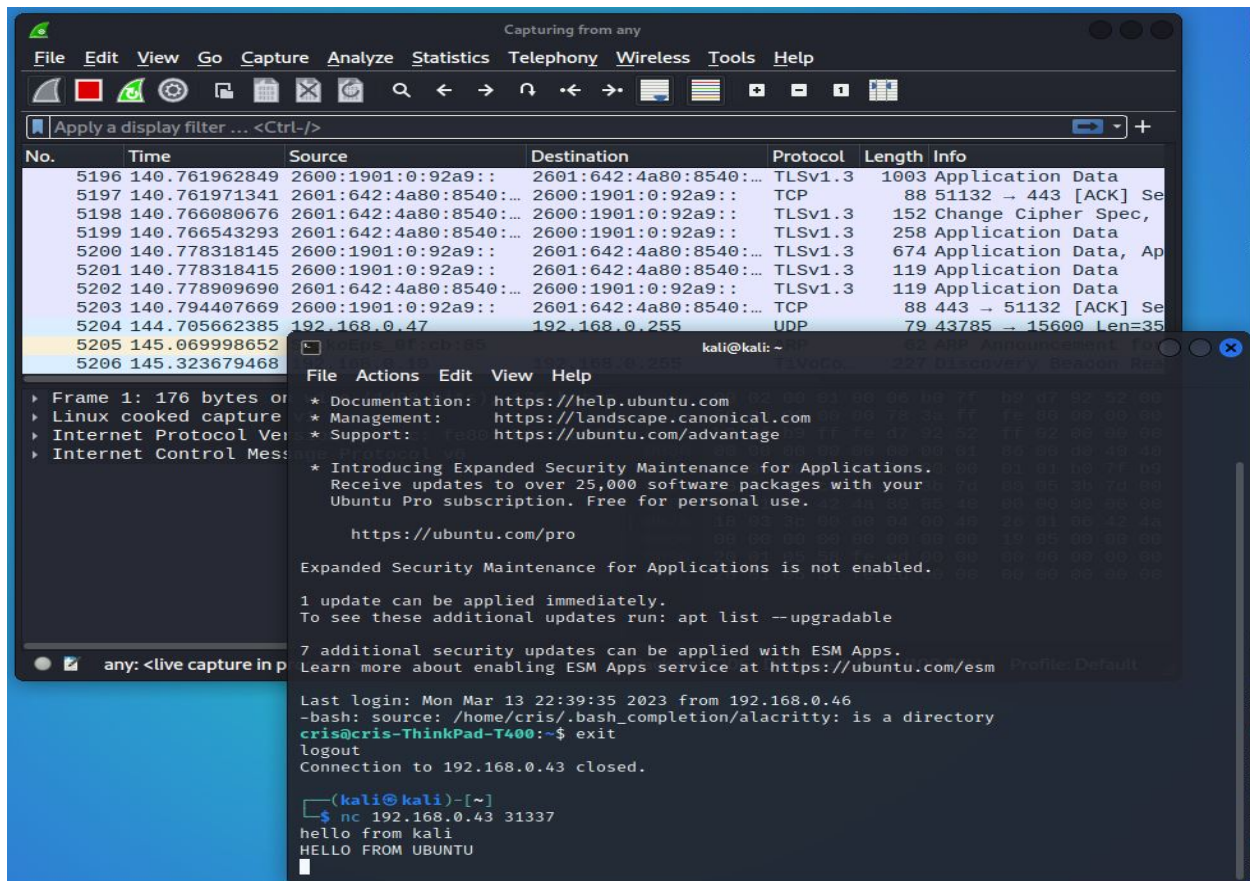 Capturing from any
File Edit View Go Capture Analyze Statistics Telephony Wireless Tools Help
Apply a display filter ... <Ctrl-/>
No. Time Source Destination Protocol Length Info
5196 140.761962849 2600:1901:0:92a9:: 2601:642:4a80:8540:… TLSv1.3 1003 Application Data
5197 140.761971341 2601:642:4a80:8540:… 2600:1901:0:92a9:: TCP 88 51132 → 443 [ACK] Se
5198 140.766080676 2601:642:4a80:8540:… 2600:1901:0:92a9:: TLSv1.3 152 Change Cipher Spec,
5199 140.766543293 2601:642:4a80:8540:… 2600:1901:0:92a9:: TLSv1.3 258 Application Data
5200 140.778318145 2600:1901:0:92a9:: 2601:642:4a80:8540:… TLSv1.3 674 Application Data, Ap
5201 140.778318415 2600:1901:0:92a9:: 2601:642:4a80:8540:… TLSv1.3 119 Application Data
5202 140.778909690 2601:642:4a80:8540:… 2600:1901:0:92a9:: TLSv1.3 119 Application Data
5203 140.794407669 2600:1901:0:92a9:: 2601:642:4a80:8540:… TCP 88 443 → 51132 [ACK] Se
5204 144.705662385 192.168.0.47 192.168.0.255 UDP 79 43785 → 15600 Len=35
5205 145.069998652
5206 145.323679468
Frame 1: 176 bytes on
Linux cooked capture
Internet Protocol Ver
Internet Control Message Protocol v6
any: <live capture in p
Profile: Default
kali@kali: ~
File Actions Edit View Help
* Documentation: https://help.ubuntu.com
* Management: https://landscape.canonical.com
* Support: https://ubuntu.com/advantage
* Introducing Expanded Security Maintenance for Applications.
Receive updates to over 25,000 software packages with your
Ubuntu Pro subscription. Free for personal use.
https://ubuntu.com/pro
Expanded Security Maintenance for Applications is not enabled.
1 update can be applied immediately.
To see these additional updates run: apt list --upgradable
7 additional security updates can be applied with ESM Apps.
Learn more about enabling ESM Apps service at https://ubuntu.com/esm
Last login: Mon Mar 13 22:39:35 2023 from 192.168.0.46
-bash: source: /home/cris/.bash_completion/alacritty: is a directory
cris@cris-ThinkPad-T400:~$ exit
logout
Connection to 192.168.0.43 closed.
(kali㉿kali)-[~]
$ nc 192.168.0.43 31337
hello from kali
HELLO FROM UBUNTU